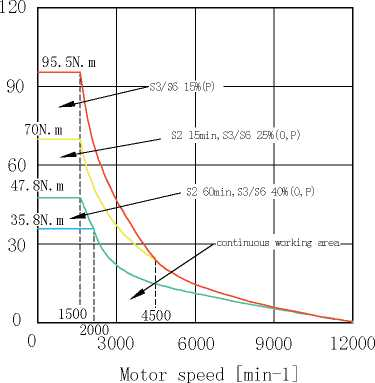 120
95.5N.m
90
S3/S6 15%(P)
70N.m
S2 15min,S3/S6 25%(O,P)
60
47.8N.m
S2 60min,S3/S6 40%(O,P)
35.8N.m
30
continuous working area
0
1500
2000
4500
0
3000
6000
9000
12000
Motor speed [min-1]